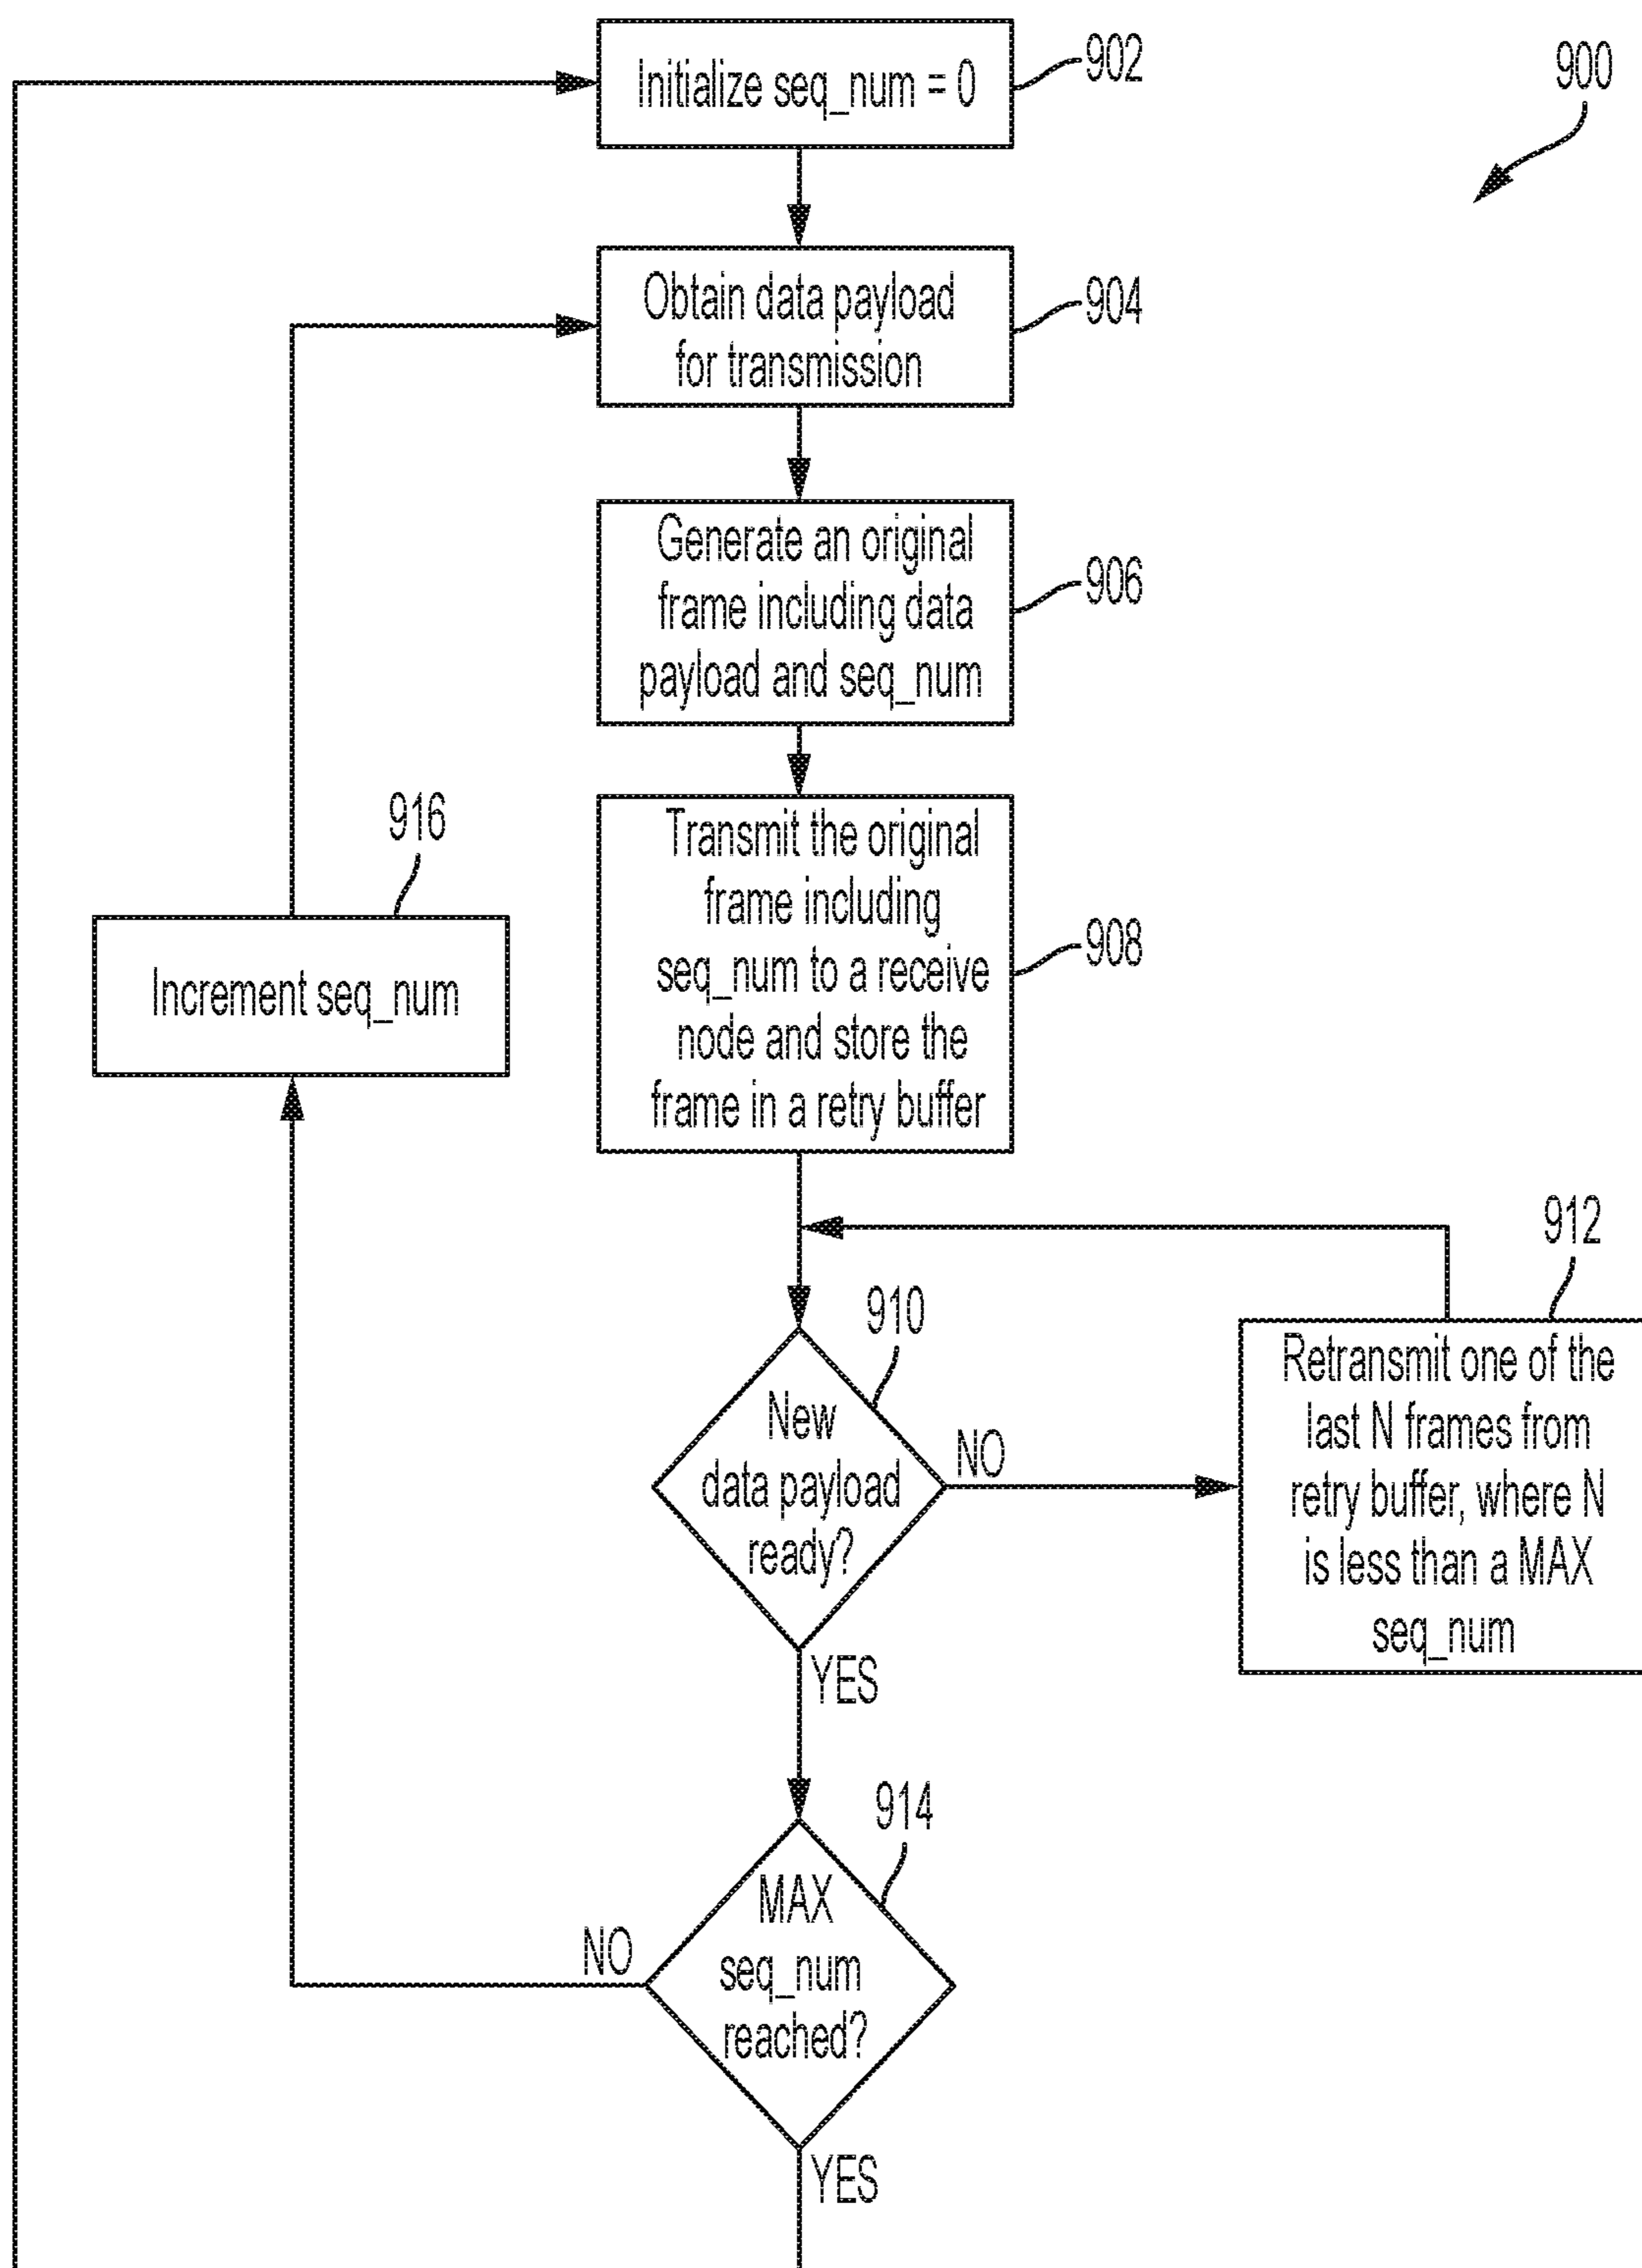 Initialize seq_num = 0
902
900
Obtain data payload
for transmission
904
Generate an original
frame including data
payload and seq_num
906
Transmit the original
frame including
seq_num to a receive
node and store the
frame in a retry buffer
908
916
Increment seq_num
910
New
data payload
ready?
NO
912
Retransmit one of the
last N frames from
retry buffer, where N
is less than a MAX
seq_num
YES
914
MAX
seq_num
reached?
NO
YES